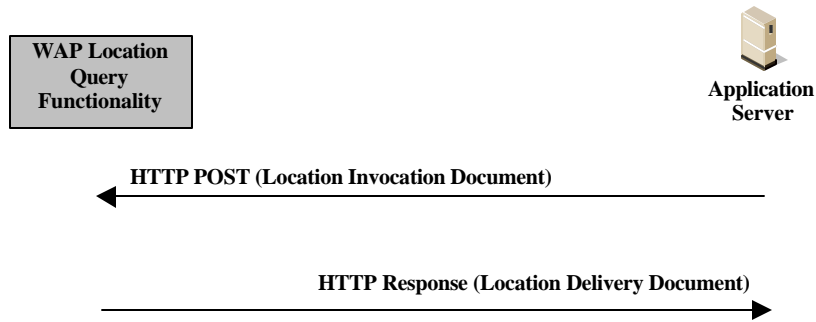 WAP Location
Query
Functionality
Application
Server
HTTP POST (Location Invocation Document)
HTTP Response (Location Delivery Document)